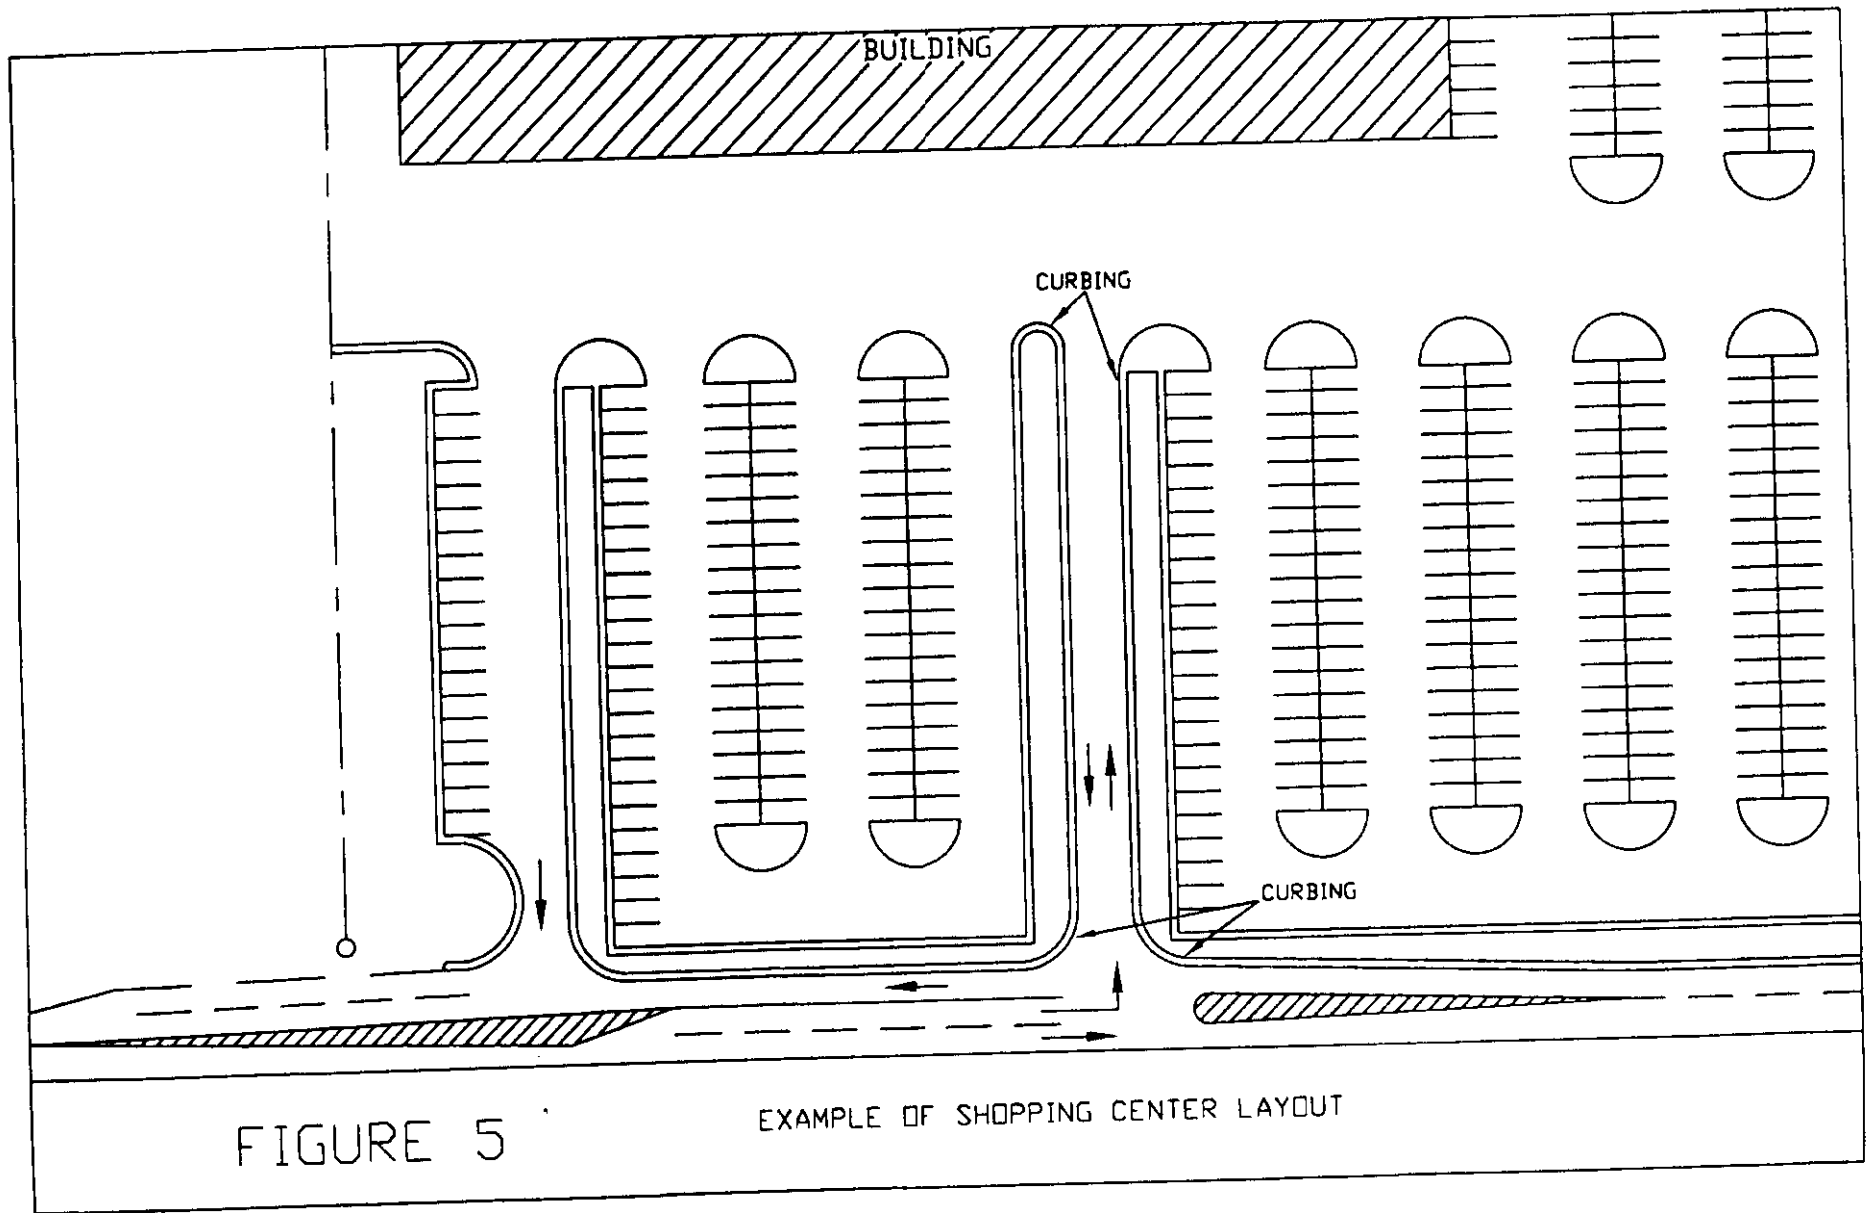 BUILDING
CURBING
CURBING
EXAMPLE OF SHOPPING CENTER LAYOUT
FIGURE 5